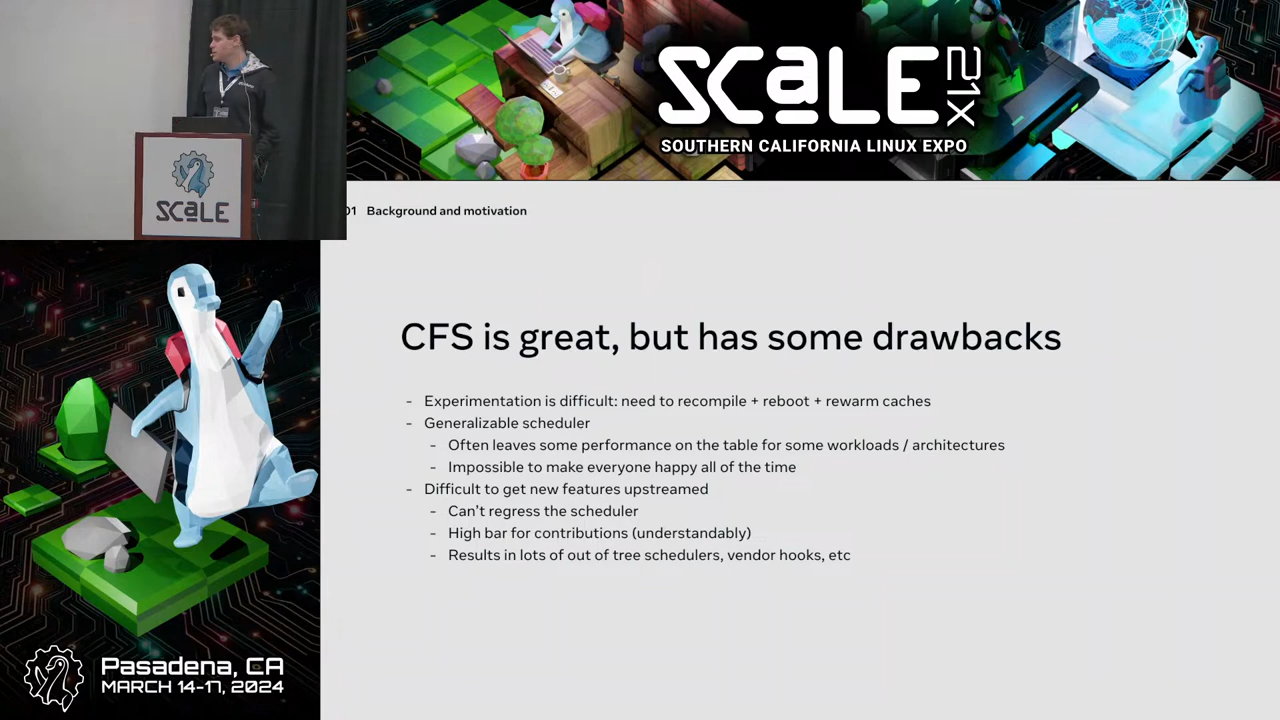 SCALE 21X
SOUTHERN CALIFORNIA LINUX EXPO
SCALE
01 Background and motivation
CFS is great, but has some drawbacks
- Experimentation is difficult: need to recompile + reboot + rewarm caches
- Generalizable scheduler
- Often leaves some performance on the table for some workloads / architectures
- Impossible to make everyone happy all of the time
- Difficult to get new features upstreamed
- Can't regress the scheduler
- High bar for contributions (understandably)
- Results in lots of out of tree schedulers, vendor hooks, etc
Pasadena, CA
MARCH 14-17, 2024